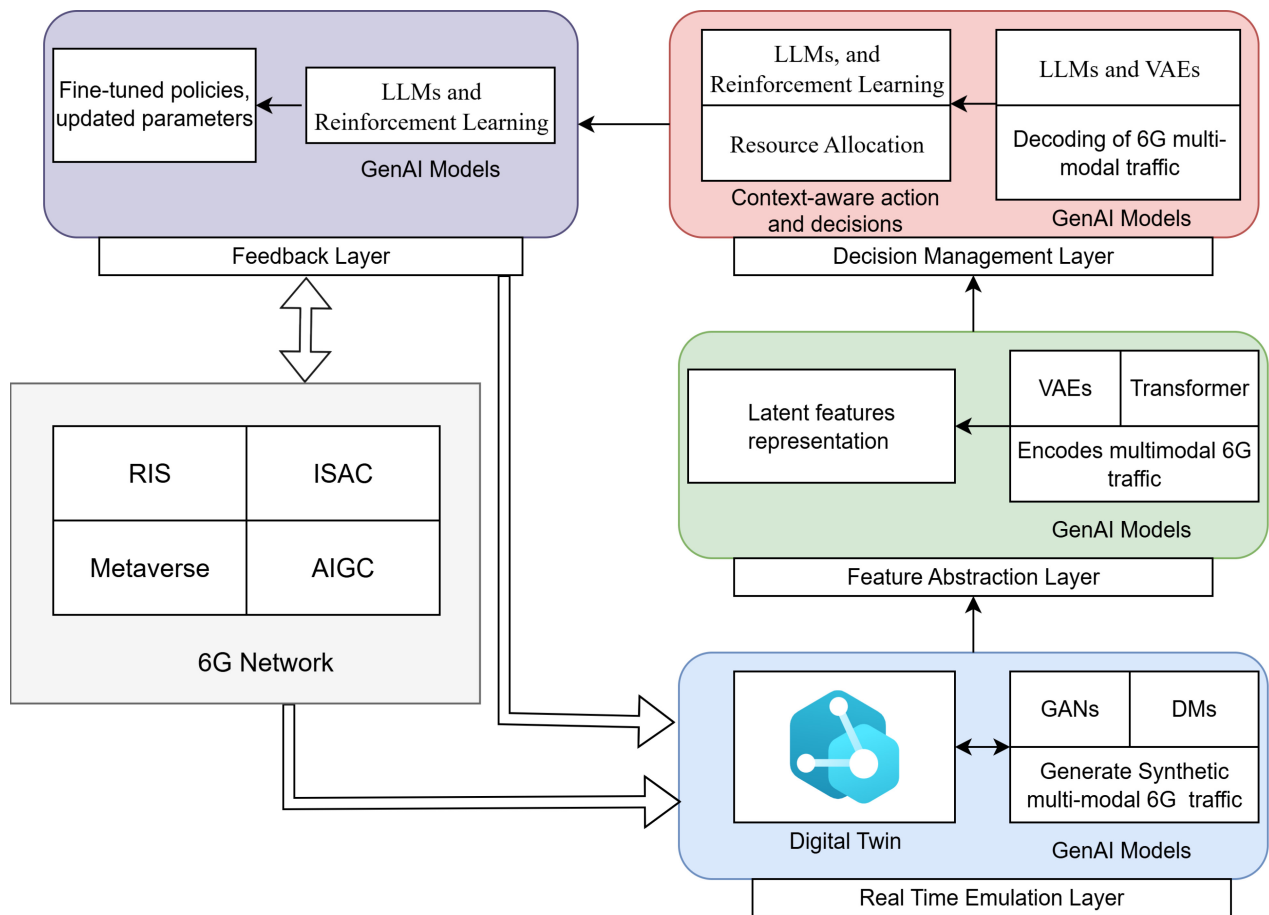 Fine-tuned policies,
updated parameters
LLMs and
Reinforcement Learning
GenAI Models
Feedback Layer
LLMs, and
Reinforcement Learning
Resource Allocation
Context-aware action
and decisions
LLMs and VAEs
Decoding of 6G multi-
modal traffic
GenAI Models
Decision Management Layer
Latent features
representation
VAEs
Transformer
Encodes multimodal 6G
traffic
GenAI Models
Feature Abstraction Layer
RIS
ISAC
Metaverse
AIGC
6G Network
Digital Twin
GANs
DMs
Generate Synthetic
multi-modal 6G traffic
GenAI Models
Real Time Emulation Layer